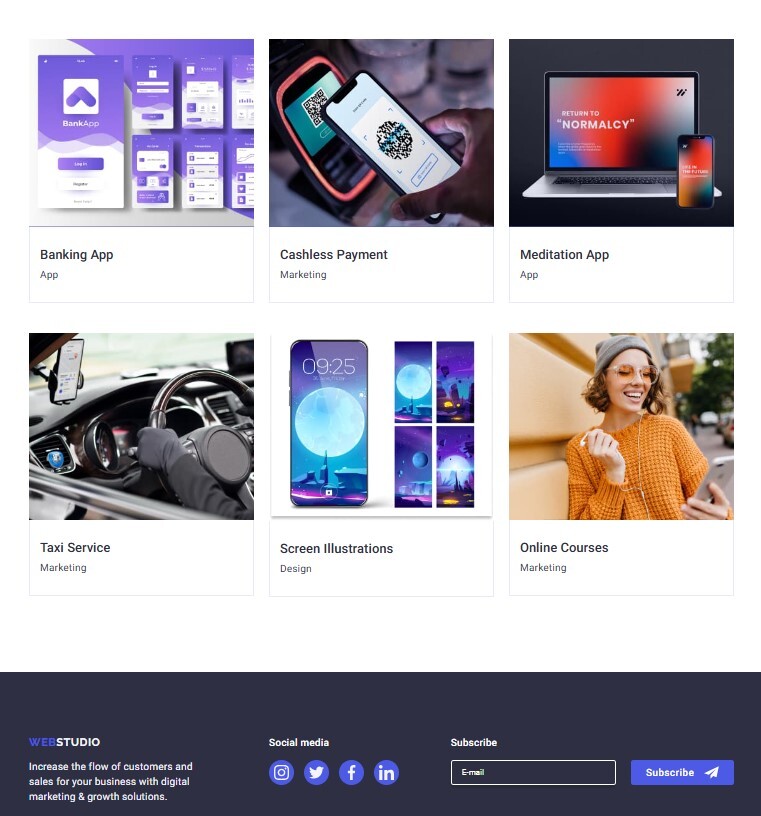 BankApp
Log In
Register
RETURN TO
"NORMALCY"
LIFE IN
THE FUTURE
Banking App
App
Cashless Payment
Marketing
Meditation App
App
09:25
Taxi Service
Marketing
Screen Illustrations
Design
Online Courses
Marketing
WEBSTUDIO
Social media
Subscribe
Increase the flow of customers and
sales for your business with digital
marketing & growth solutions.
E-mail
Subscribe